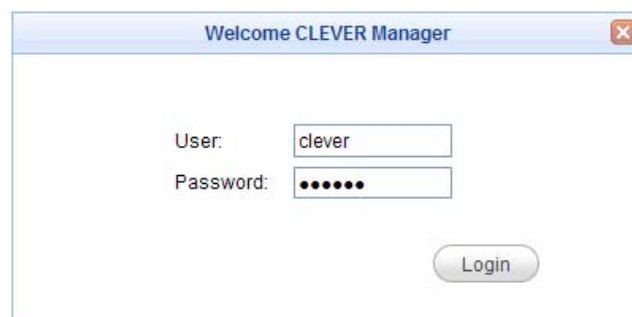 Welcome CLEVER Manager
User: clever
Password: ●●●●●●
Login